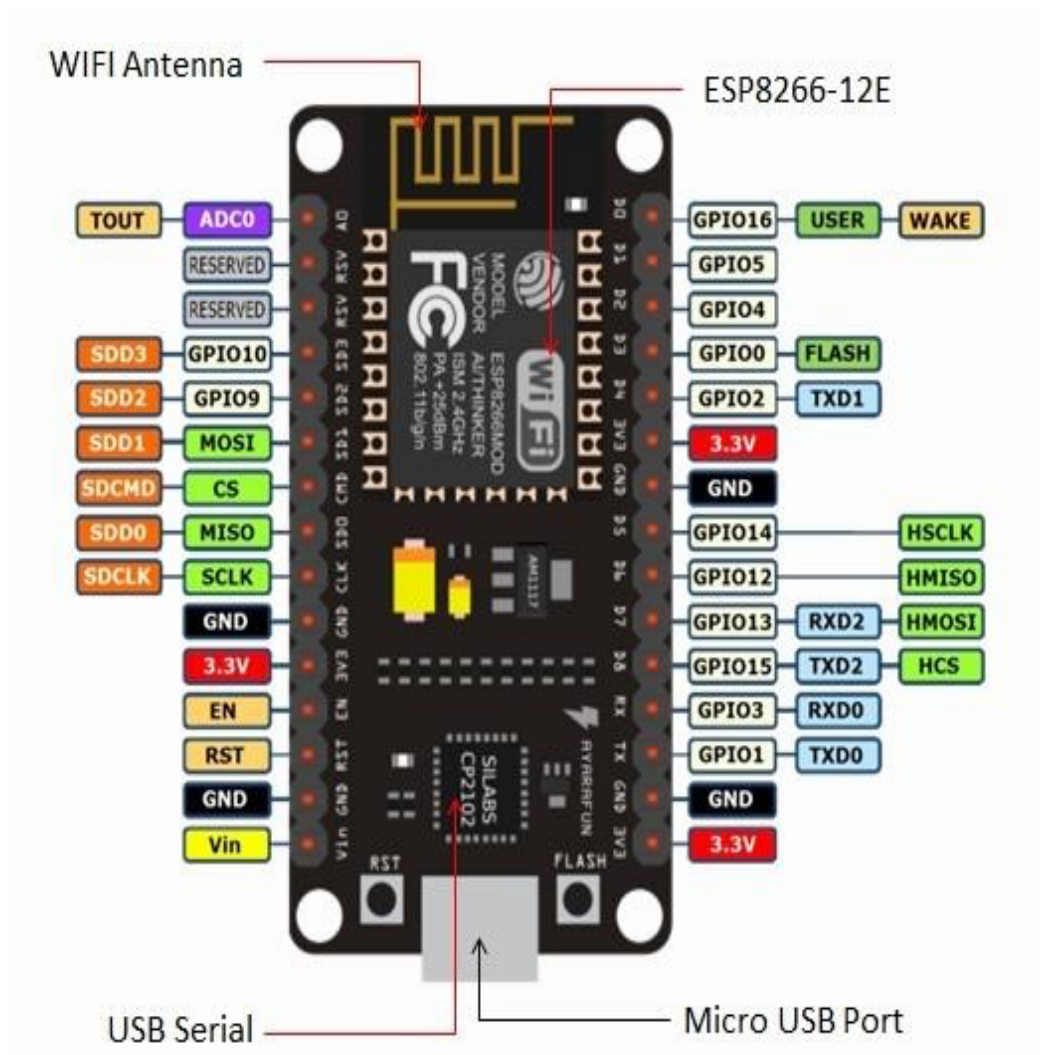 WIFI Antenna
ESP8266-12E
TOUT ADC0 A0
RESERVED RSV
RESERVED RSV
SDD3 GPIO10 SD3
SDD2 GPIO9 SD2
SDD1 MOSI SD1
SDCMD CS CMD
SDD0 MISO SD0
SDCLK SCLK CLK
GND GND
3.3V 3V3
EN EN
RST RST
GND GND
Vin Vin
MODEL ESP8266MOD
VENDOR AI/THINKER
ISM 2.4GHz
PA +25dBm
802.11b/g/n
FC
WiFi
AM1117
SILABS
CP2102
AYARAFUN
RST
FLASH
D0 GPIO16 USER WAKE
D1 GPIO5
D2 GPIO4
D3 GPIO0 FLASH
D4 GPIO2 TXD1
3V3 3.3V
GND GND
D5 GPIO14 HSCLK
D6 GPIO12 HMISO
D7 GPIO13 RXD2 HMOSI
D8 GPIO15 TXD2 HCS
RX GPIO3 RXD0
TX GPIO1 TXD0
GND GND
3V3 3.3V
USB Serial
Micro USB Port